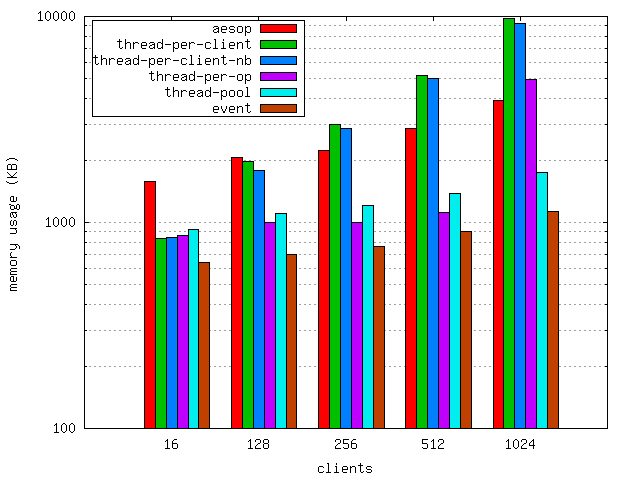 10000
aesop
thread-per-client
thread-per-client-nb
thread-per-op
thread-pool
event
1000
memory usage (KB)
100
16 128 256 512 1024
clients